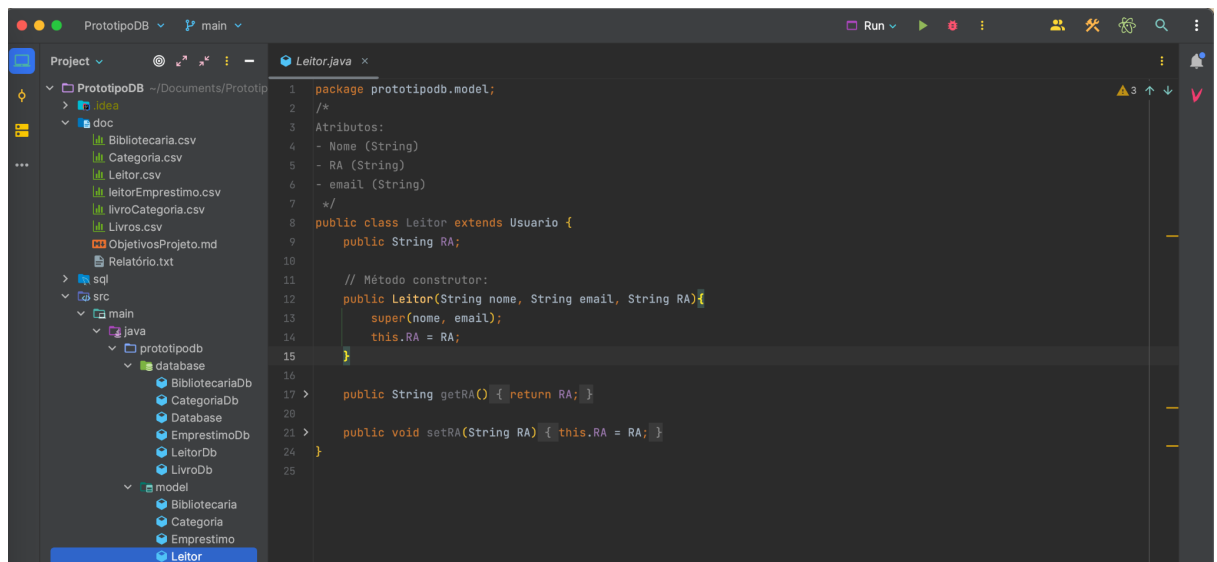 PrototipoDB main Run
Project
Leitor.java
PrototipoDB ~/Documents/Prototip
.idea
doc
Bibliotecaria.csv
Categoria.csv
Leitor.csv
leitorEmprestimo.csv
livroCategoria.csv
Livros.csv
ObjetivosProjeto.md
Relatório.txt
sql
src
main
java
prototipodb
database
BibliotecariaDb
CategoriaDb
Database
EmprestimoDb
LeitorDb
LivroDb
model
Bibliotecaria
Categoria
Emprestimo
Leitor
1 package prototipodb.model;
2 /*
3 Atributos:
4 - Nome (String)
5 - RA (String)
6 - email (String)
7 */
8 public class Leitor extends Usuario {
9 public String RA;
10
11 // Método construtor:
12 public Leitor(String nome, String email, String RA){
13 super(nome, email);
14 this.RA = RA;
15 }
16
17 public String getRA() { return RA; }
20
21 public void setRA(String RA) { this.RA = RA; }
24 }
25
3